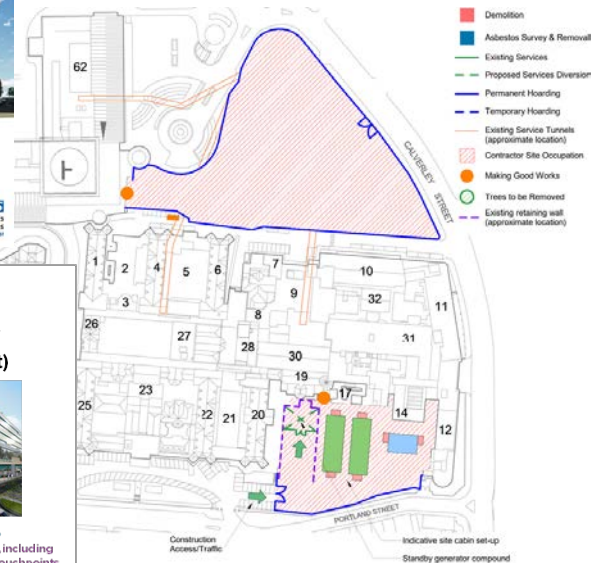 Demolition
Asbestos Survey & Removal
Existing Services
Proposed Services Diversion
Permanent Hoarding
Temporary Hoarding
Existing Service Tunnels
(approximate location)
Contractor Site Occupation
Making Good Works
Trees to be Removed
Existing retaining wall
(approximate location)
62
CALVERLEY STREET
1
2
3
4
5
6
7
8
9
10
11
32
31
26
27
28
30
19
17
14
12
25
23
22
21
20
t)
PORTLAND STREET
Construction
Access/Traffic
Indicative site cabin set-up
Standby generator compound
, including
ouchpoints